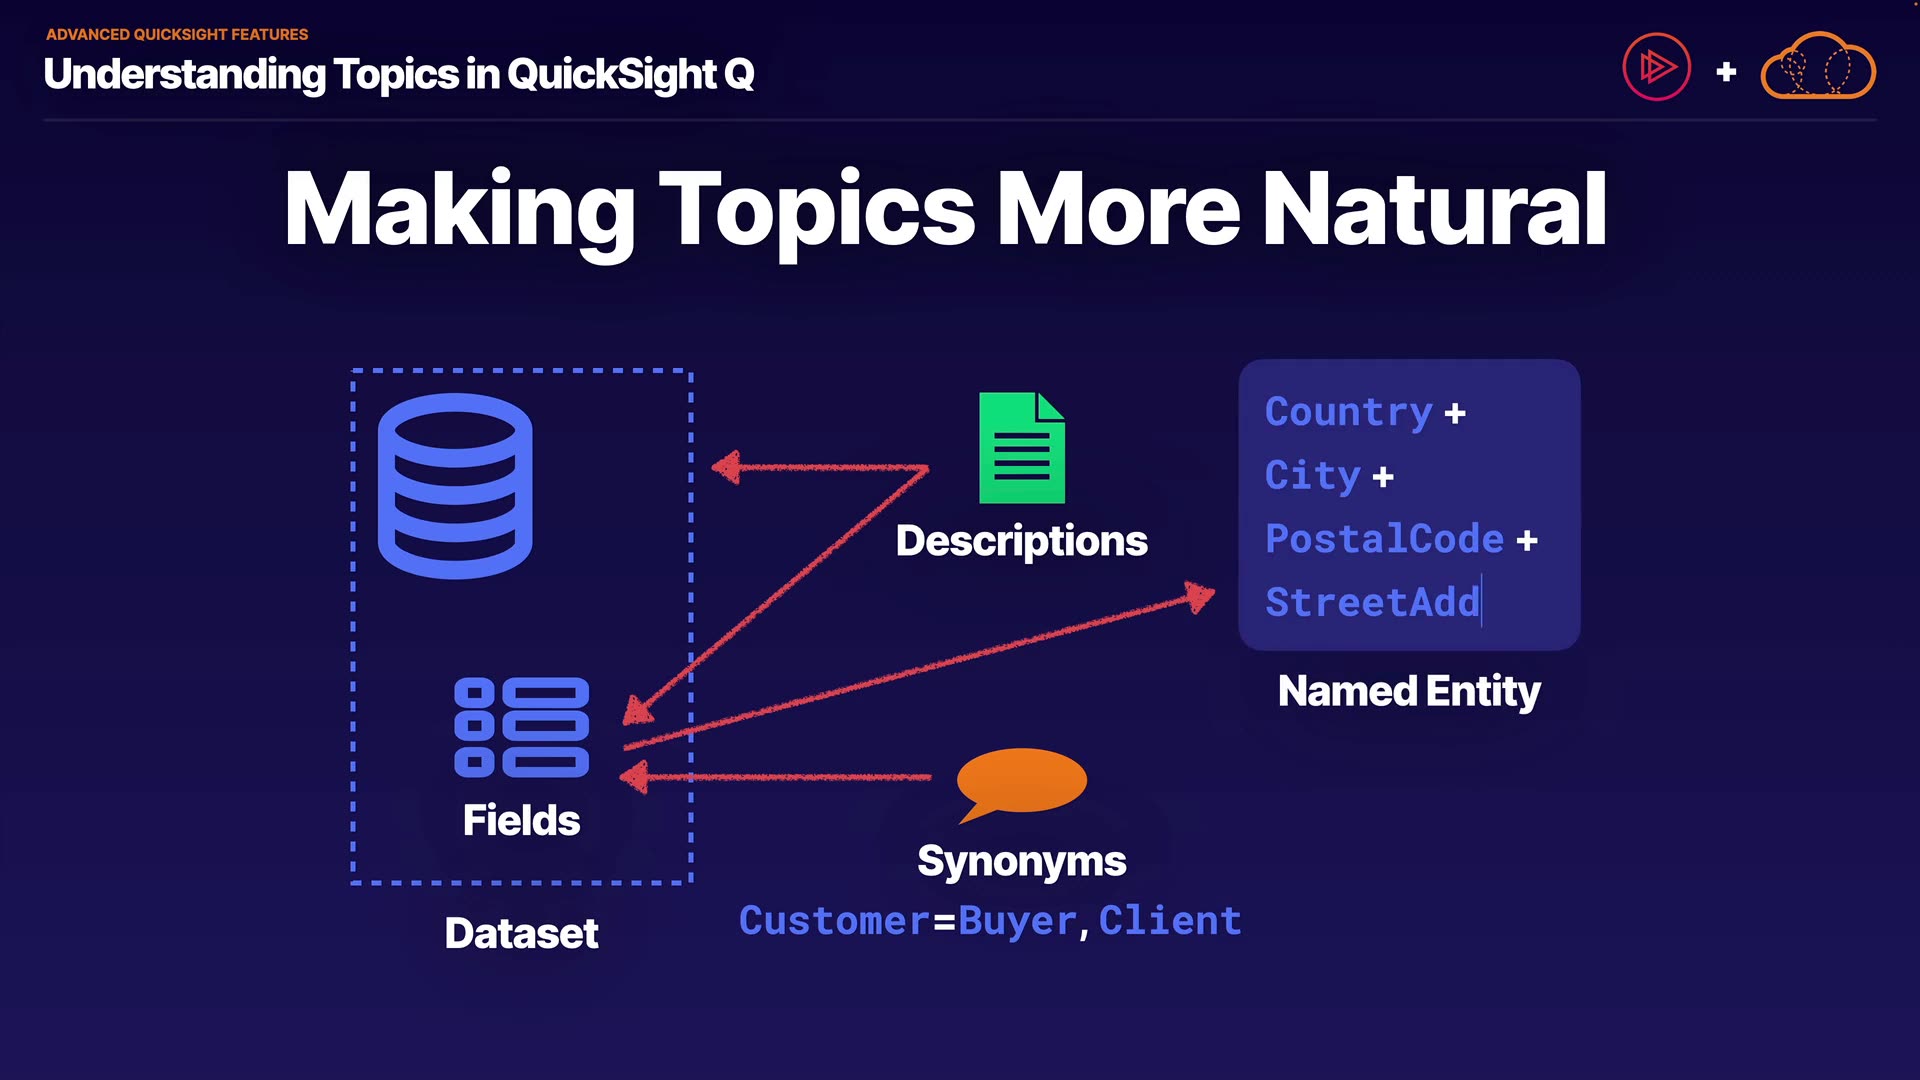 ADVANCED QUICKSIGHT FEATURES
Understanding Topics in QuickSight Q
+
Making Topics More Natural
Country +
City +
PostalCode +
StreetAdd
Named Entity
Descriptions
Fields
Dataset
Synonyms
Customer=Buyer,Client